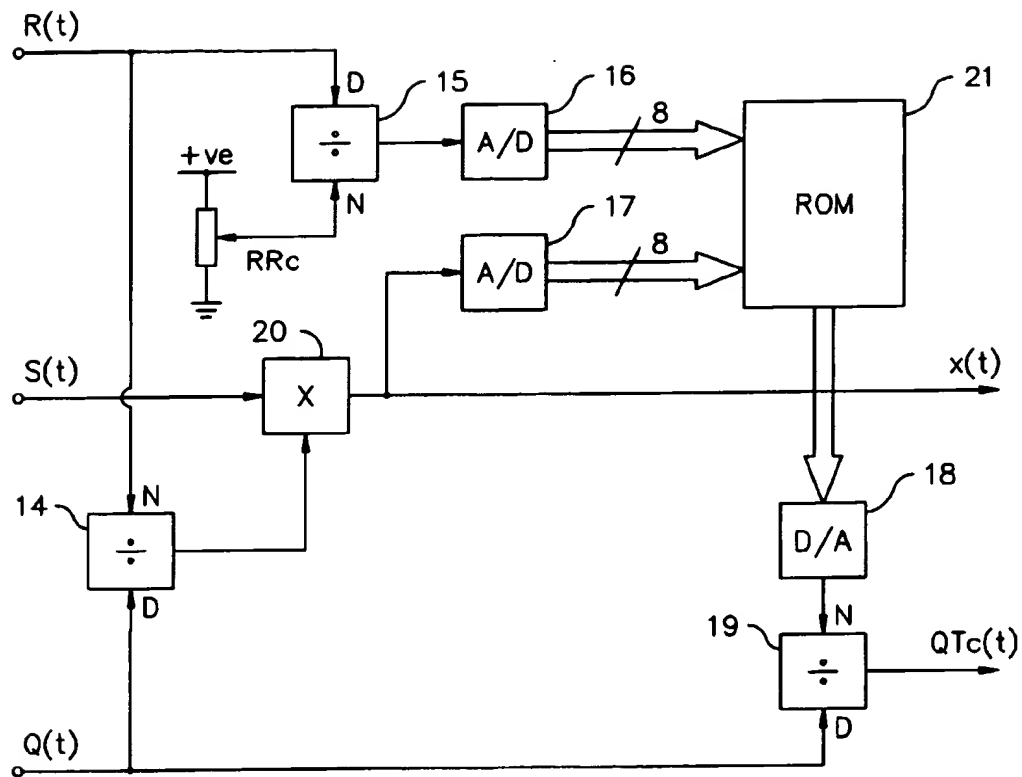 R(t)
D
15
16
21
÷
A/D
8
ROM
+ve
N
RRc
17
A/D
8
20
S(t)
X
x(t)
14
N
÷
D
18
D/A
N
19
÷
QTc(t)
D
Q(t)